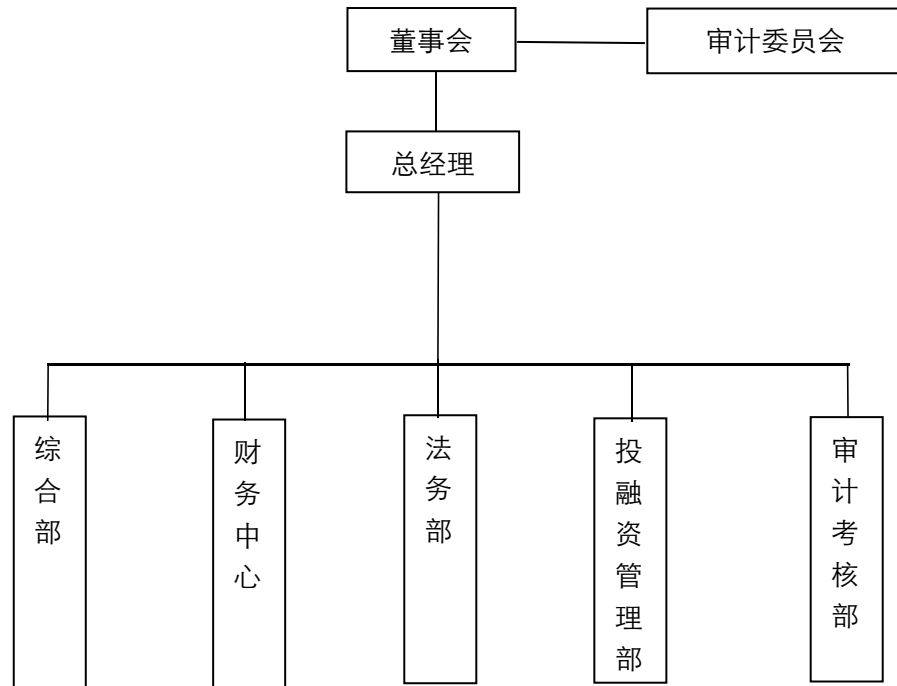 董事会
审计委员会
总经理
综合部
财务中心
法务部
投融资管理部
审计考核部